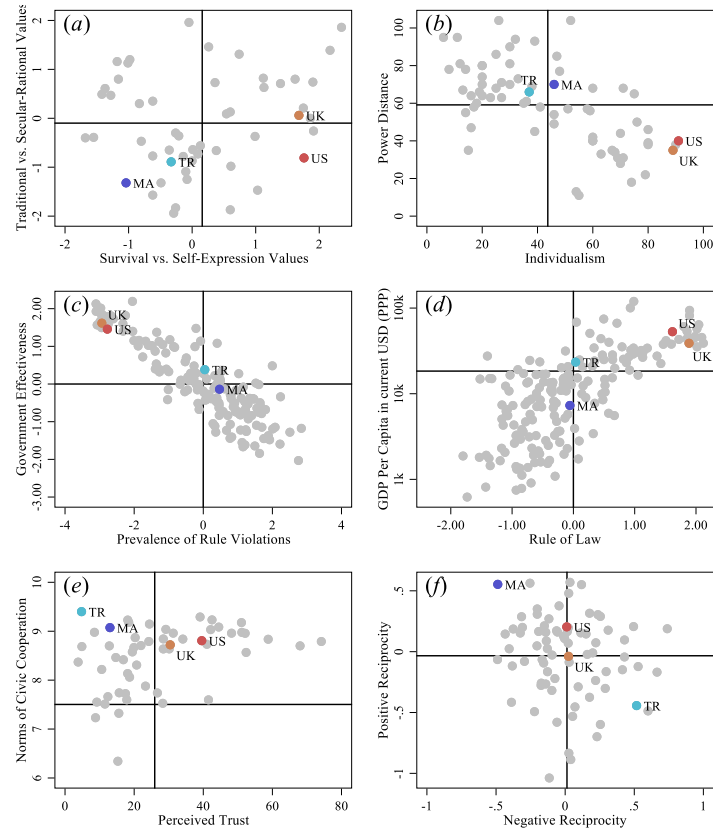 (a)
Traditional vs. Secular-Rational Values
2
1
0
-1
-2
UK
US
TR
MA
-2
-1
0
1
2
Survival vs. Self-Expression Values
(b)
Power Distance
100
80
60
40
20
0
TR
MA
US
UK
0
20
40
60
80
100
Individualism
(c)
Government Effectiveness
2.00
1.00
0.00
-1.00
-2.00
-3.00
UK
US
TR
MA
-4
-2
0
2
4
Prevalence of Rule Violations
(d)
GDP Per Capita in current USD (PPP)
100k
10k
1k
US
UK
TR
MA
-2.00
-1.00
0.00
1.00
2.00
Rule of Law
(e)
Norms of Civic Cooperation
10
9
8
7
6
TR
MA
US
UK
0
20
40
60
80
Perceived Trust
(f)
Positive Reciprocity
.5
0
-.5
-1
MA
US
UK
TR
-1
-.5
0
.5
1
Negative Reciprocity